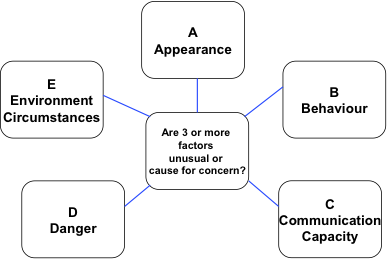 A
Appearance
B
Behaviour
C
Communication
Capacity
D
Danger
E
Environment
Circumstances
Are 3 or more
factors
unusual or
cause for concern?